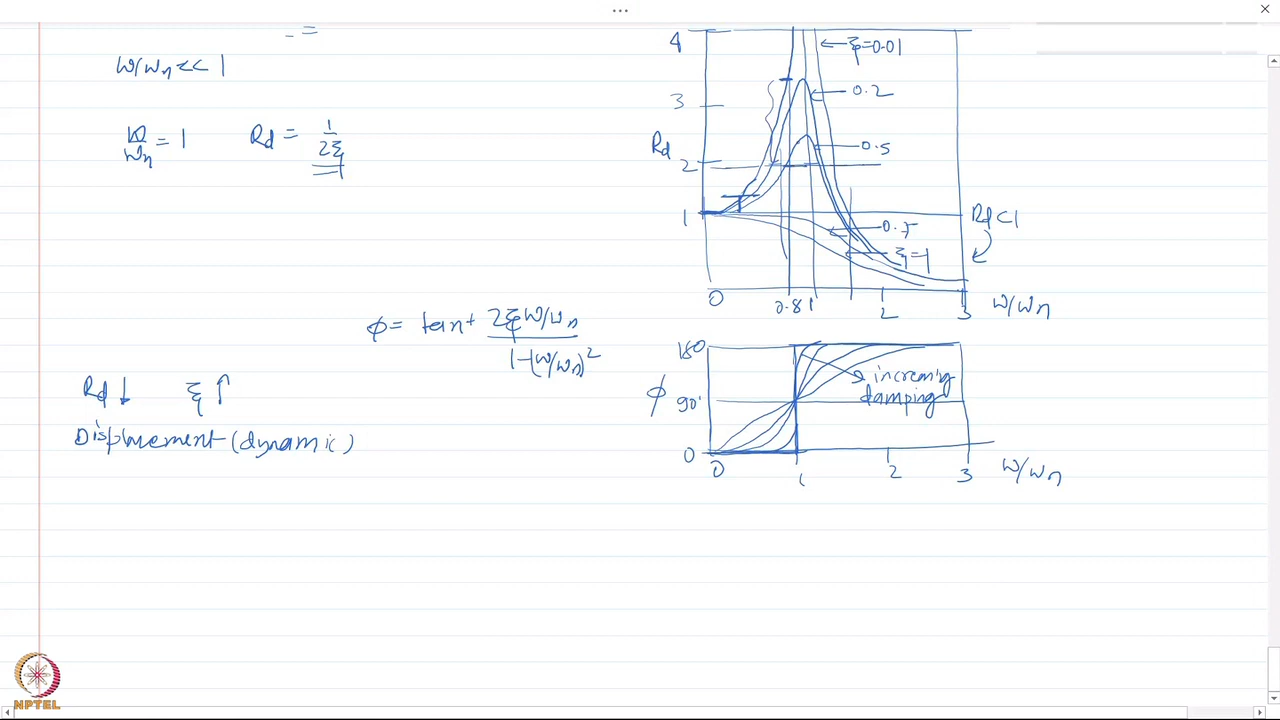 =
ω/ωn << 1
ω/ωn = 1 Rd = 1/2ξ
φ = tan⁻¹ 2ξω/ωn / 1-(ω/ωn)²
Rd ↓ ξ ↑
Displacement (dynamic)
4
3
Rd
2
1
ξ=0.01
0.2
0.5
0.7
ξ=1
Rd<1
0 0.8 1 2 3 ω/ωn
180
φ 90°
0
increasing
damping
0 1 2 3 ω/ωn
NPTEL